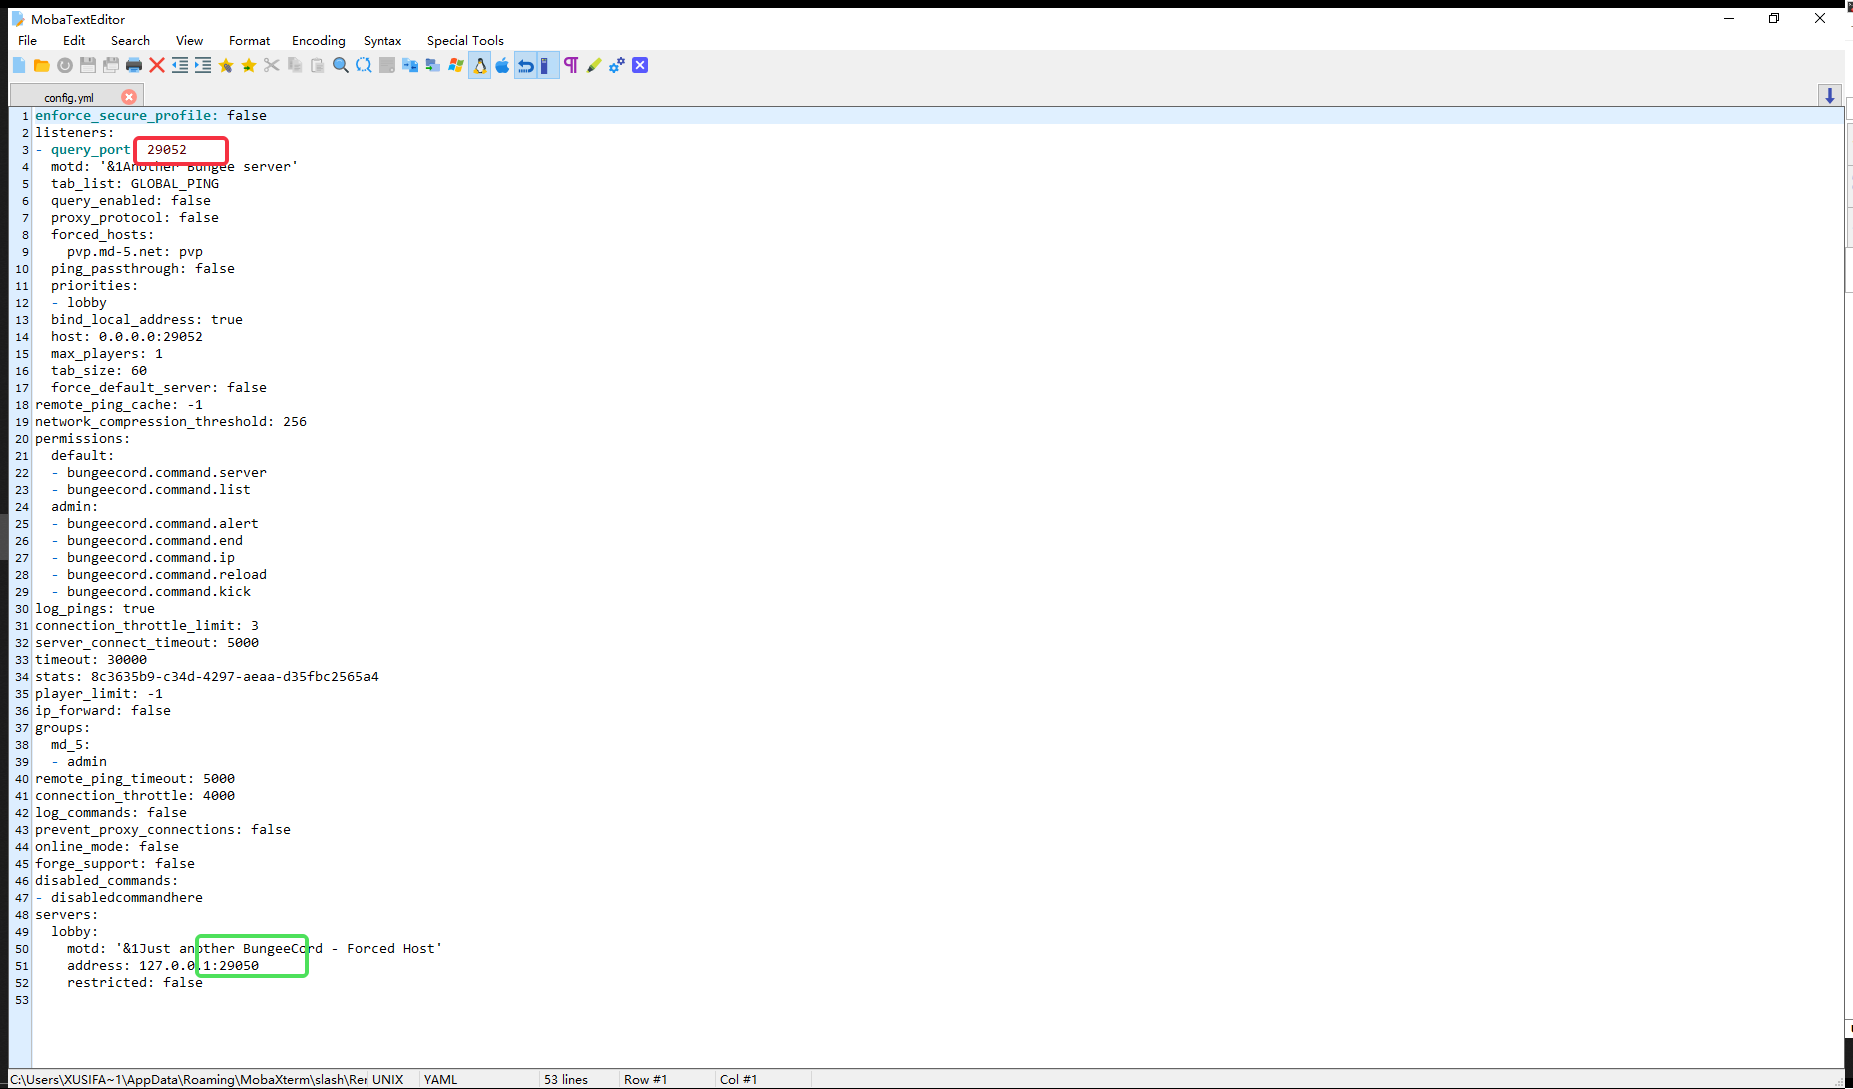 MobaTextEditor
File Edit Search View Format Encoding Syntax Special Tools
config.yml
1 enforce_secure_profile: false
2 listeners:
3 - query_port 29052
4 motd: '&1Another Bungee server'
5 tab_list: GLOBAL_PING
6 query_enabled: false
7 proxy_protocol: false
8 forced_hosts:
9 pvp.md-5.net: pvp
10 ping_passthrough: false
11 priorities:
12 - lobby
13 bind_local_address: true
14 host: 0.0.0.0:29052
15 max_players: 1
16 tab_size: 60
17 force_default_server: false
18 remote_ping_cache: -1
19 network_compression_threshold: 256
20 permissions:
21 default:
22 - bungeecord.command.server
23 - bungeecord.command.list
24 admin:
25 - bungeecord.command.alert
26 - bungeecord.command.end
27 - bungeecord.command.ip
28 - bungeecord.command.reload
29 - bungeecord.command.kick
30 log_pings: true
31 connection_throttle_limit: 3
32 server_connect_timeout: 5000
33 timeout: 30000
34 stats: 8c3635b9-c34d-4297-aeaa-d35fbc2565a4
35 player_limit: -1
36 ip_forward: false
37 groups:
38 md_5:
39 - admin
40 remote_ping_timeout: 5000
41 connection_throttle: 4000
42 log_commands: false
43 prevent_proxy_connections: false
44 online_mode: false
45 forge_support: false
46 disabled_commands:
47 - disabledcommandhere
48 servers:
49 lobby:
50 motd: '&1Just another BungeeCord - Forced Host'
51 address: 127.0.0.1:29050
52 restricted: false
53
C:\Users\XUSIFA~1\AppData\Roaming\MobaXterm\slash\Rer UNIX YAML 53 lines Row #1 Col #1